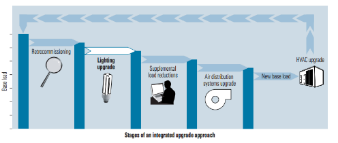 Retrocommissioning
Lighting
upgrade
Supplemental
load reductions
Air distribution
systems upgrade
New base load
HVAC upgrade
Base load
Stages of an integrated upgrade approach